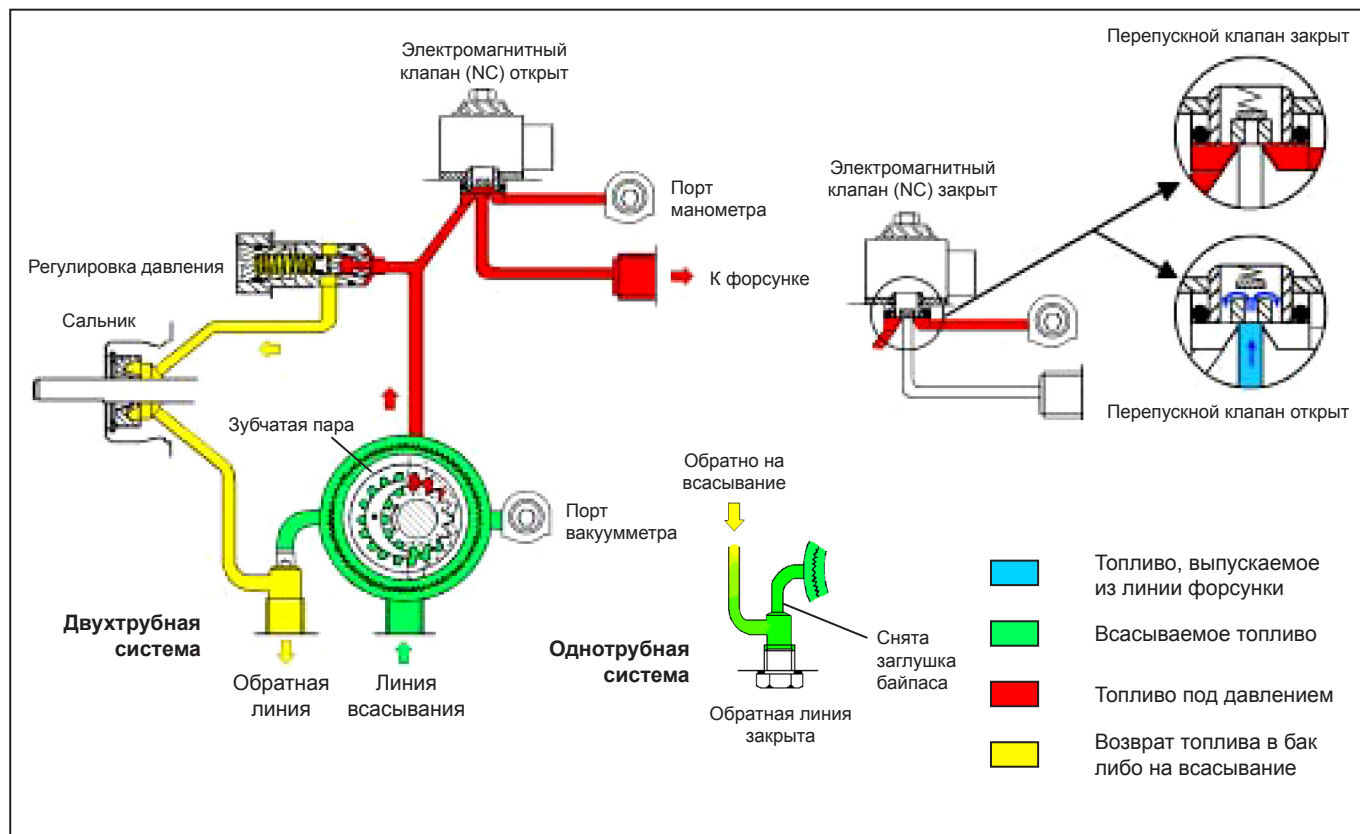 Электромагнитный
клапан (NC) открыт
Перепускной клапан закрыт
Электромагнитный
клапан (NC) закрыт
Порт
манометра
Регулировка давления
К форсунке
Сальник
Перепускной клапан открыт
Зубчатая пара
Обратно на
всасывание
Порт
вакуумметра
Двухтрубная
система
Обратная
линия
Линия
всасывания
Однотрубная
система
Снята
заглушка
байпаса
Обратная линия
закрыта
Топливо, выпускаемое
из линии форсунки
Всасываемое топливо
Топливо под давлением
Возврат топлива в бак
либо на всасывание